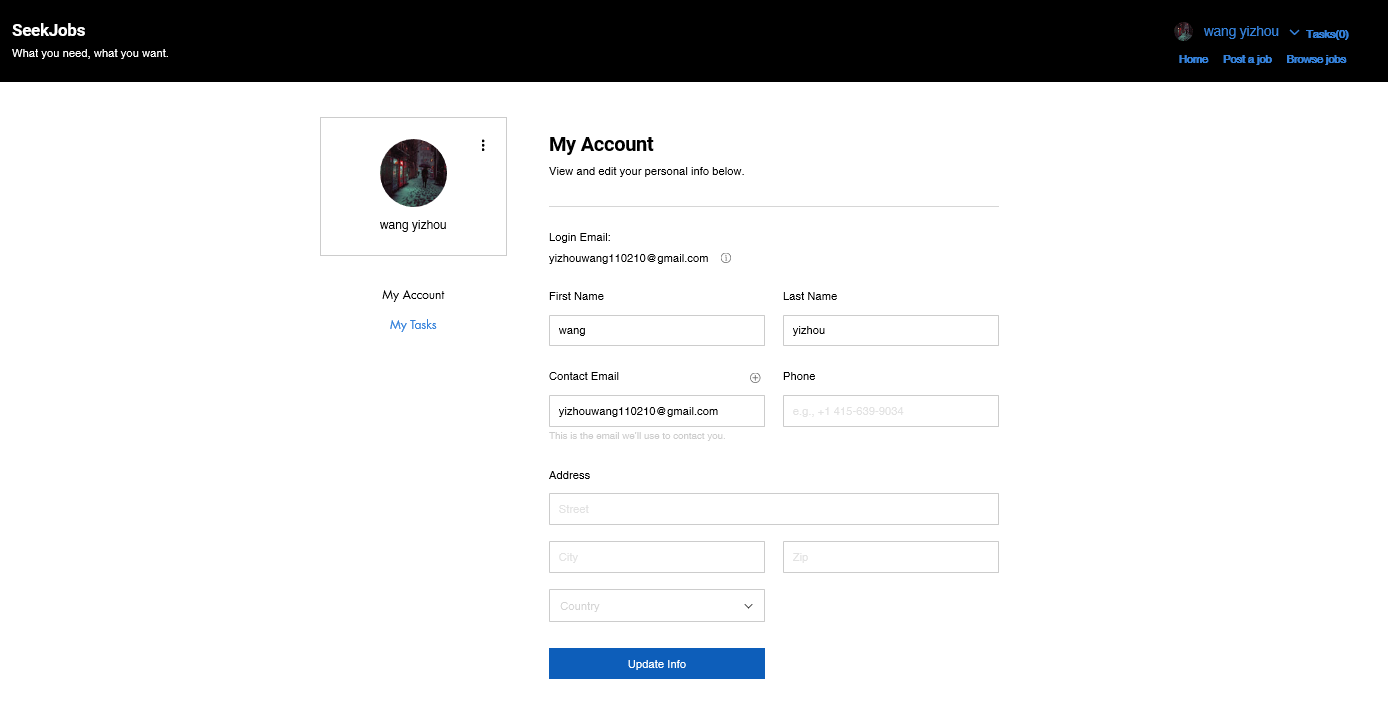 SeekJobs
What you need, what you want.
wang yizhou
Tasks(0)
Home Post a job Browse jobs
wang yizhou
My Account
My Tasks
My Account
View and edit your personal info below.
Login Email:
yizhouwang110210@gmail.com
First Name Last Name
wang yizhou
Contact Email Phone
yizhouwang110210@gmail.com e.g., +1 415-639-9034
This is the email we'll use to contact you.
Address
Street
City Zip
Country
Update Info